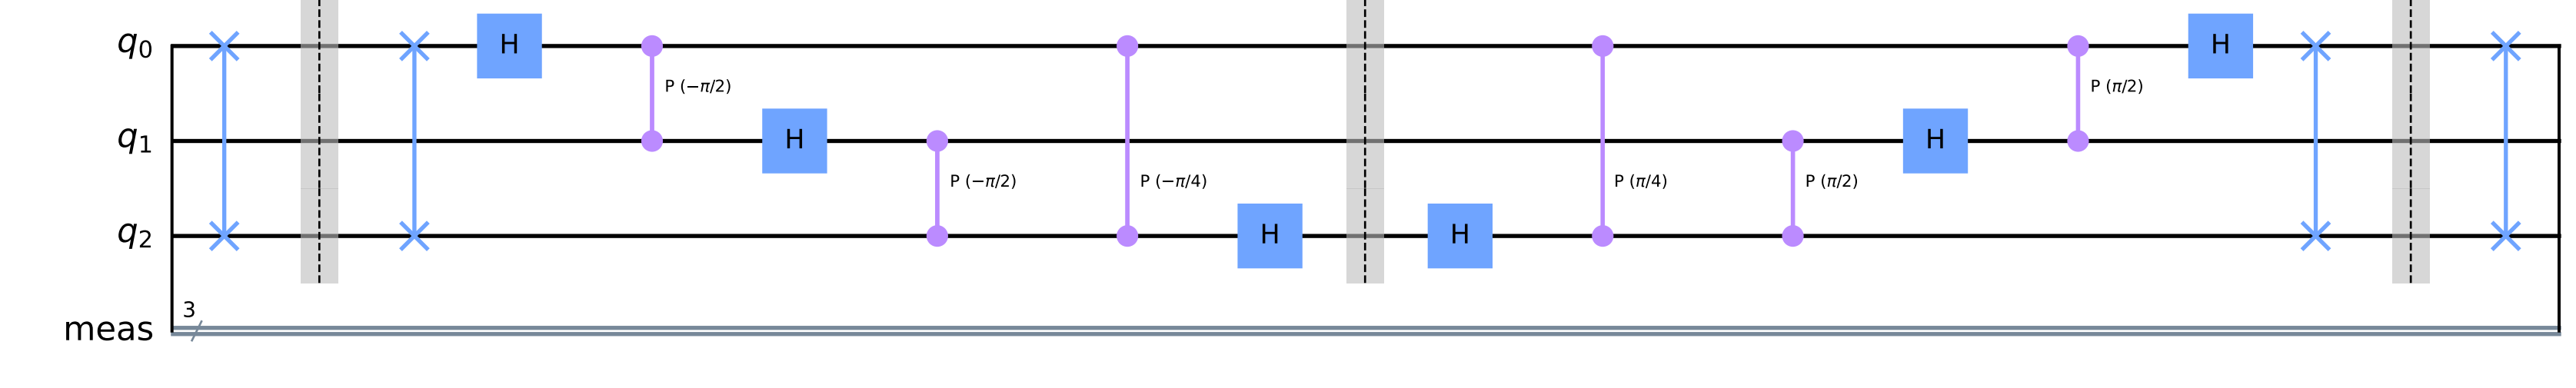 q0 H H
P (−π/2) P (π/2)
q1 H H
P (−π/2) P (−π/4) P (π/4) P (π/2)
q2 H H
3
meas